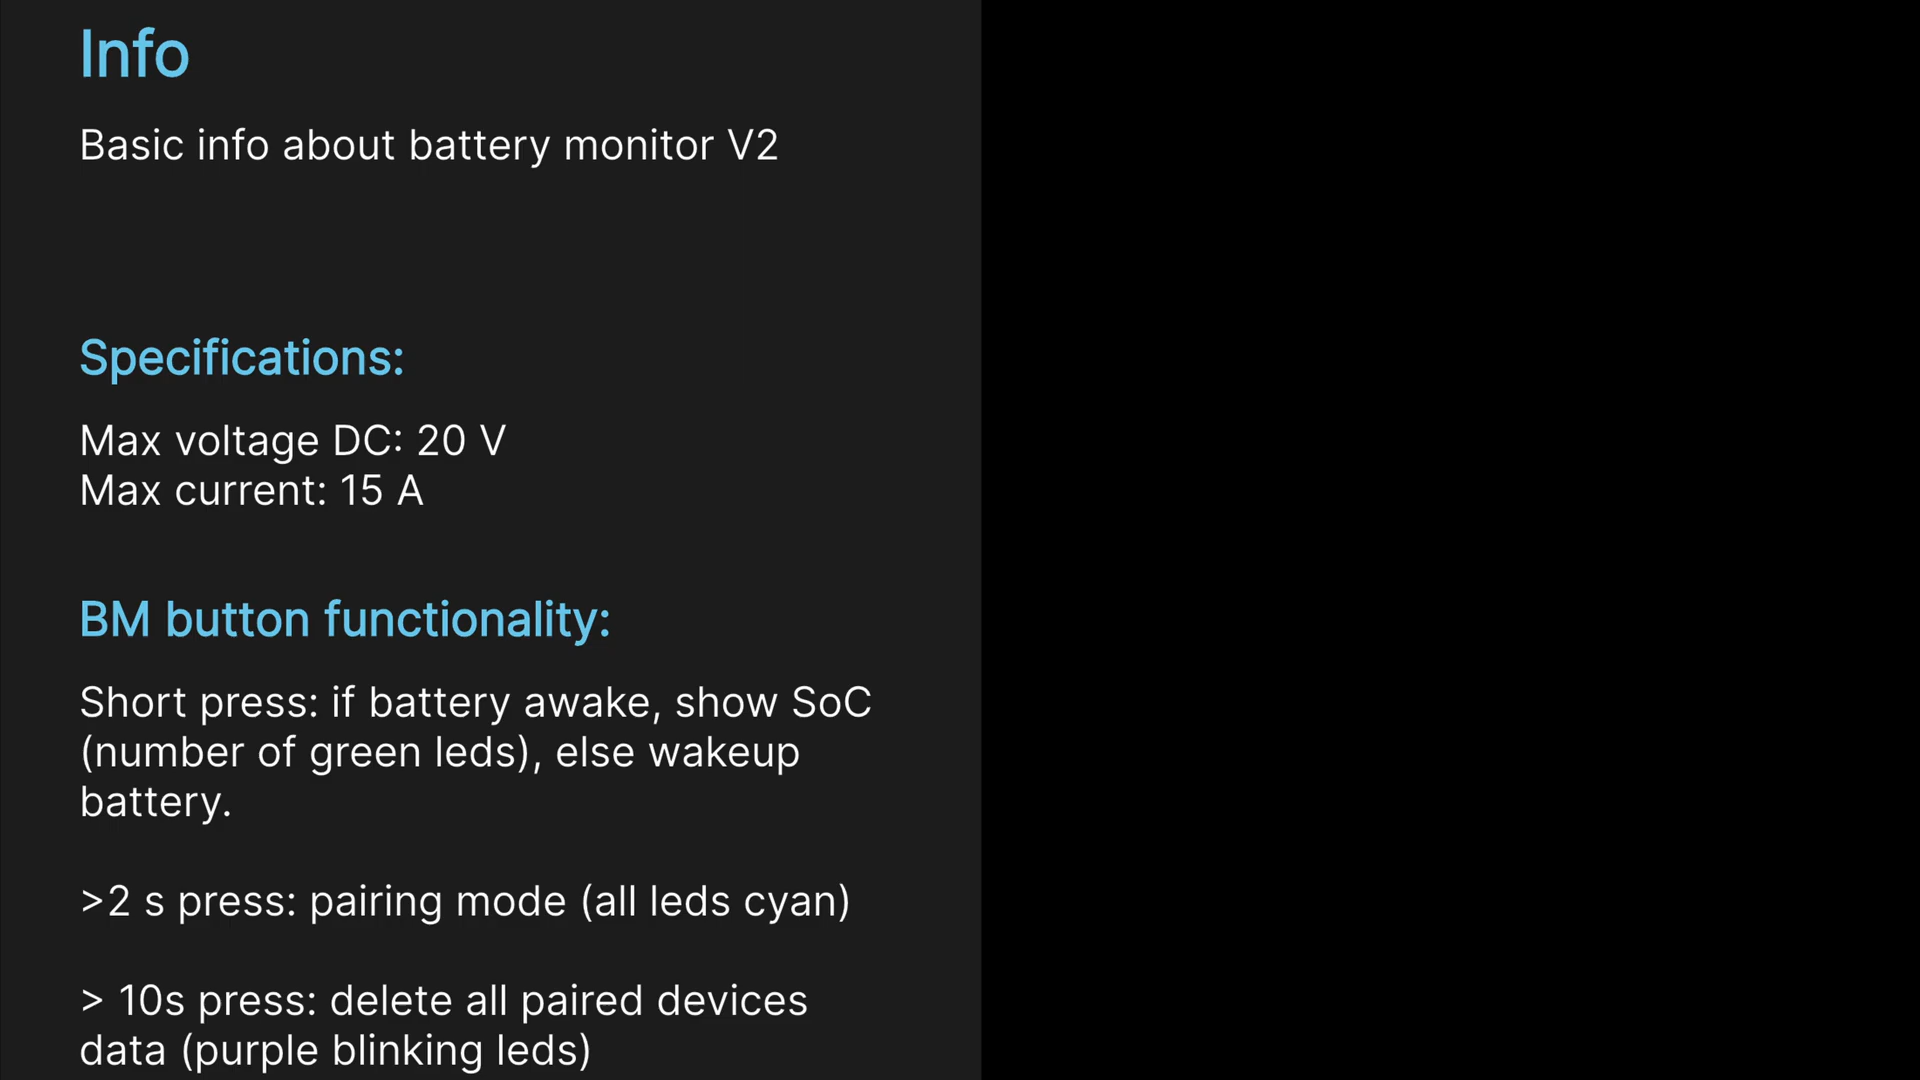 Info
Basic info about battery monitor V2
Specifications:
Max voltage DC: 20 V
Max current: 15 A
BM button functionality:
Short press: if battery awake, show SoC
(number of green leds), else wakeup
battery.
>2 s press: pairing mode (all leds cyan)
> 10s press: delete all paired devices
data (purple blinking leds)